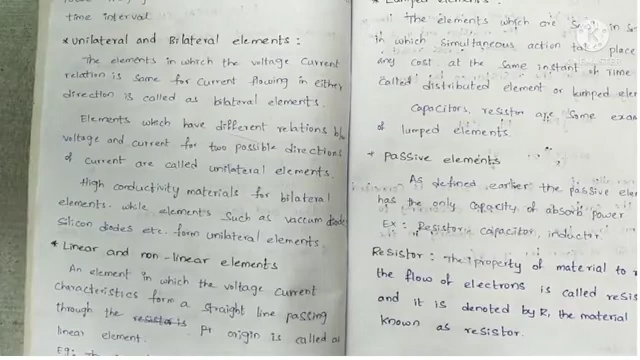 time interval
* Unilateral and Bilateral elements :
The elements in which the voltage current
relation is same for current flowing in either
direction is called as bilateral elements.
Elements which have different relations b/w
voltage and current for two possible directions
of current are called unilateral elements.
High conductivity materials for bilateral
elements. while elements such as vaccum diodes
silicon diodes etc. form unilateral elements.
* Linear and non-linear elements
An element in which the voltage current
characteristics form a straight line passing
through the resistor is Pt origin is called as
linear element.
Eg:
elements :
The elements which are in
in which simultaneous action place
any cost at the same instant of time
called distributed element or lumped
Capacitors, resistor are some
of lumped elements.
+ Passive elements
As defined earlier the passive
has the only capacity of absorb power
Ex : Resistor, capacitor, inductor.
Resistor : The property of material to
the flow of electrons is called
and it is denoted by R, the material
known as resistor.